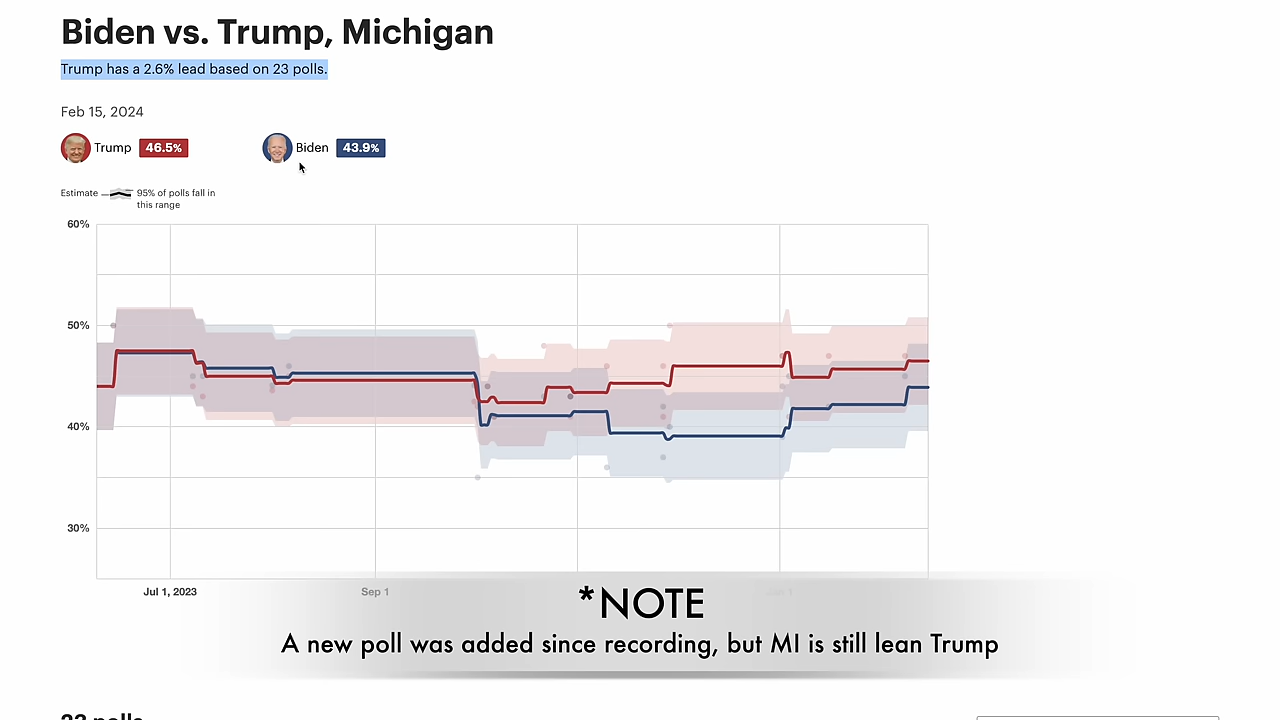 Biden vs. Trump, Michigan
Trump has a 2.6% lead based on 23 polls.
Feb 15, 2024
Trump 46.5% Biden 43.9%
Estimate 95% of polls fall in
this range
60%
50%
40%
30%
Jul 1, 2023 Sep 1
*NOTE
A new poll was added since recording, but MI is still lean Trump
23 polls